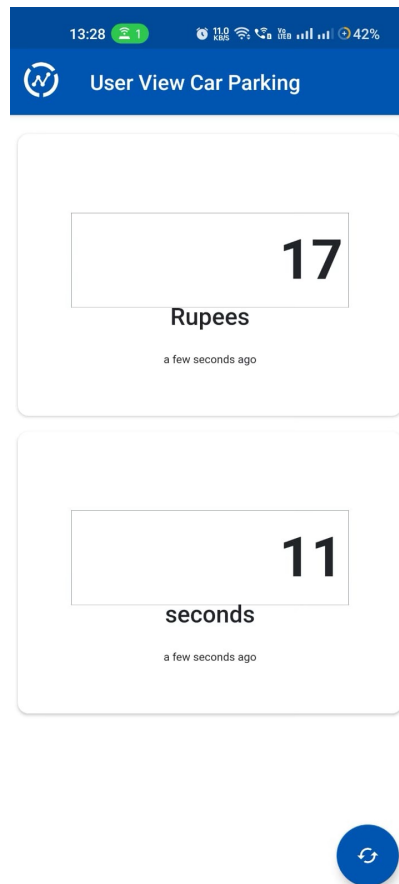 13:28 1 11.0 KB/S Vo LTE 42%
User View Car Parking
17
Rupees
a few seconds ago
11
seconds
a few seconds ago